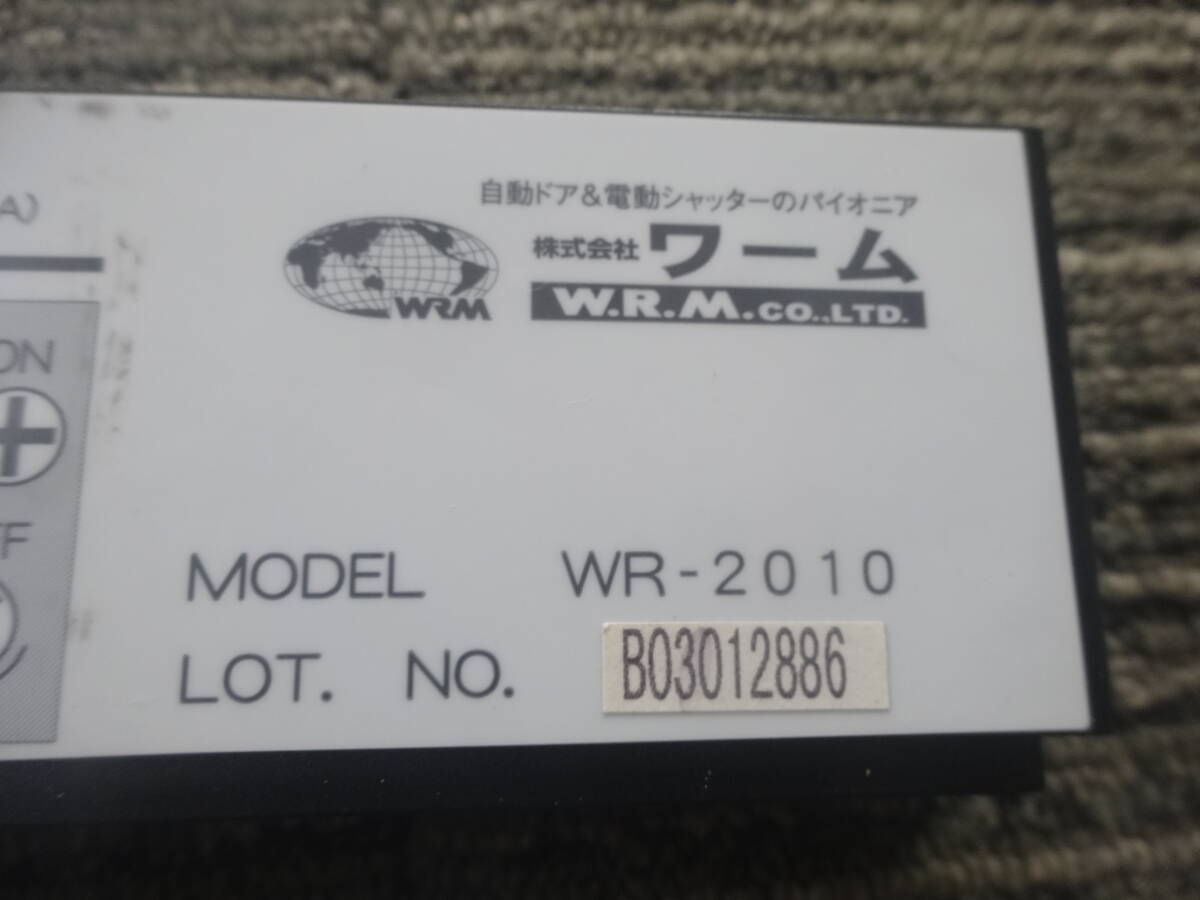 自動ドア&電動シャッターのパイオニア
株式会社 ワーム
WRM
W.R.M.CO.,LTD.
A)
ON
FF
MODEL WR-2010
LOT. NO. B03012886